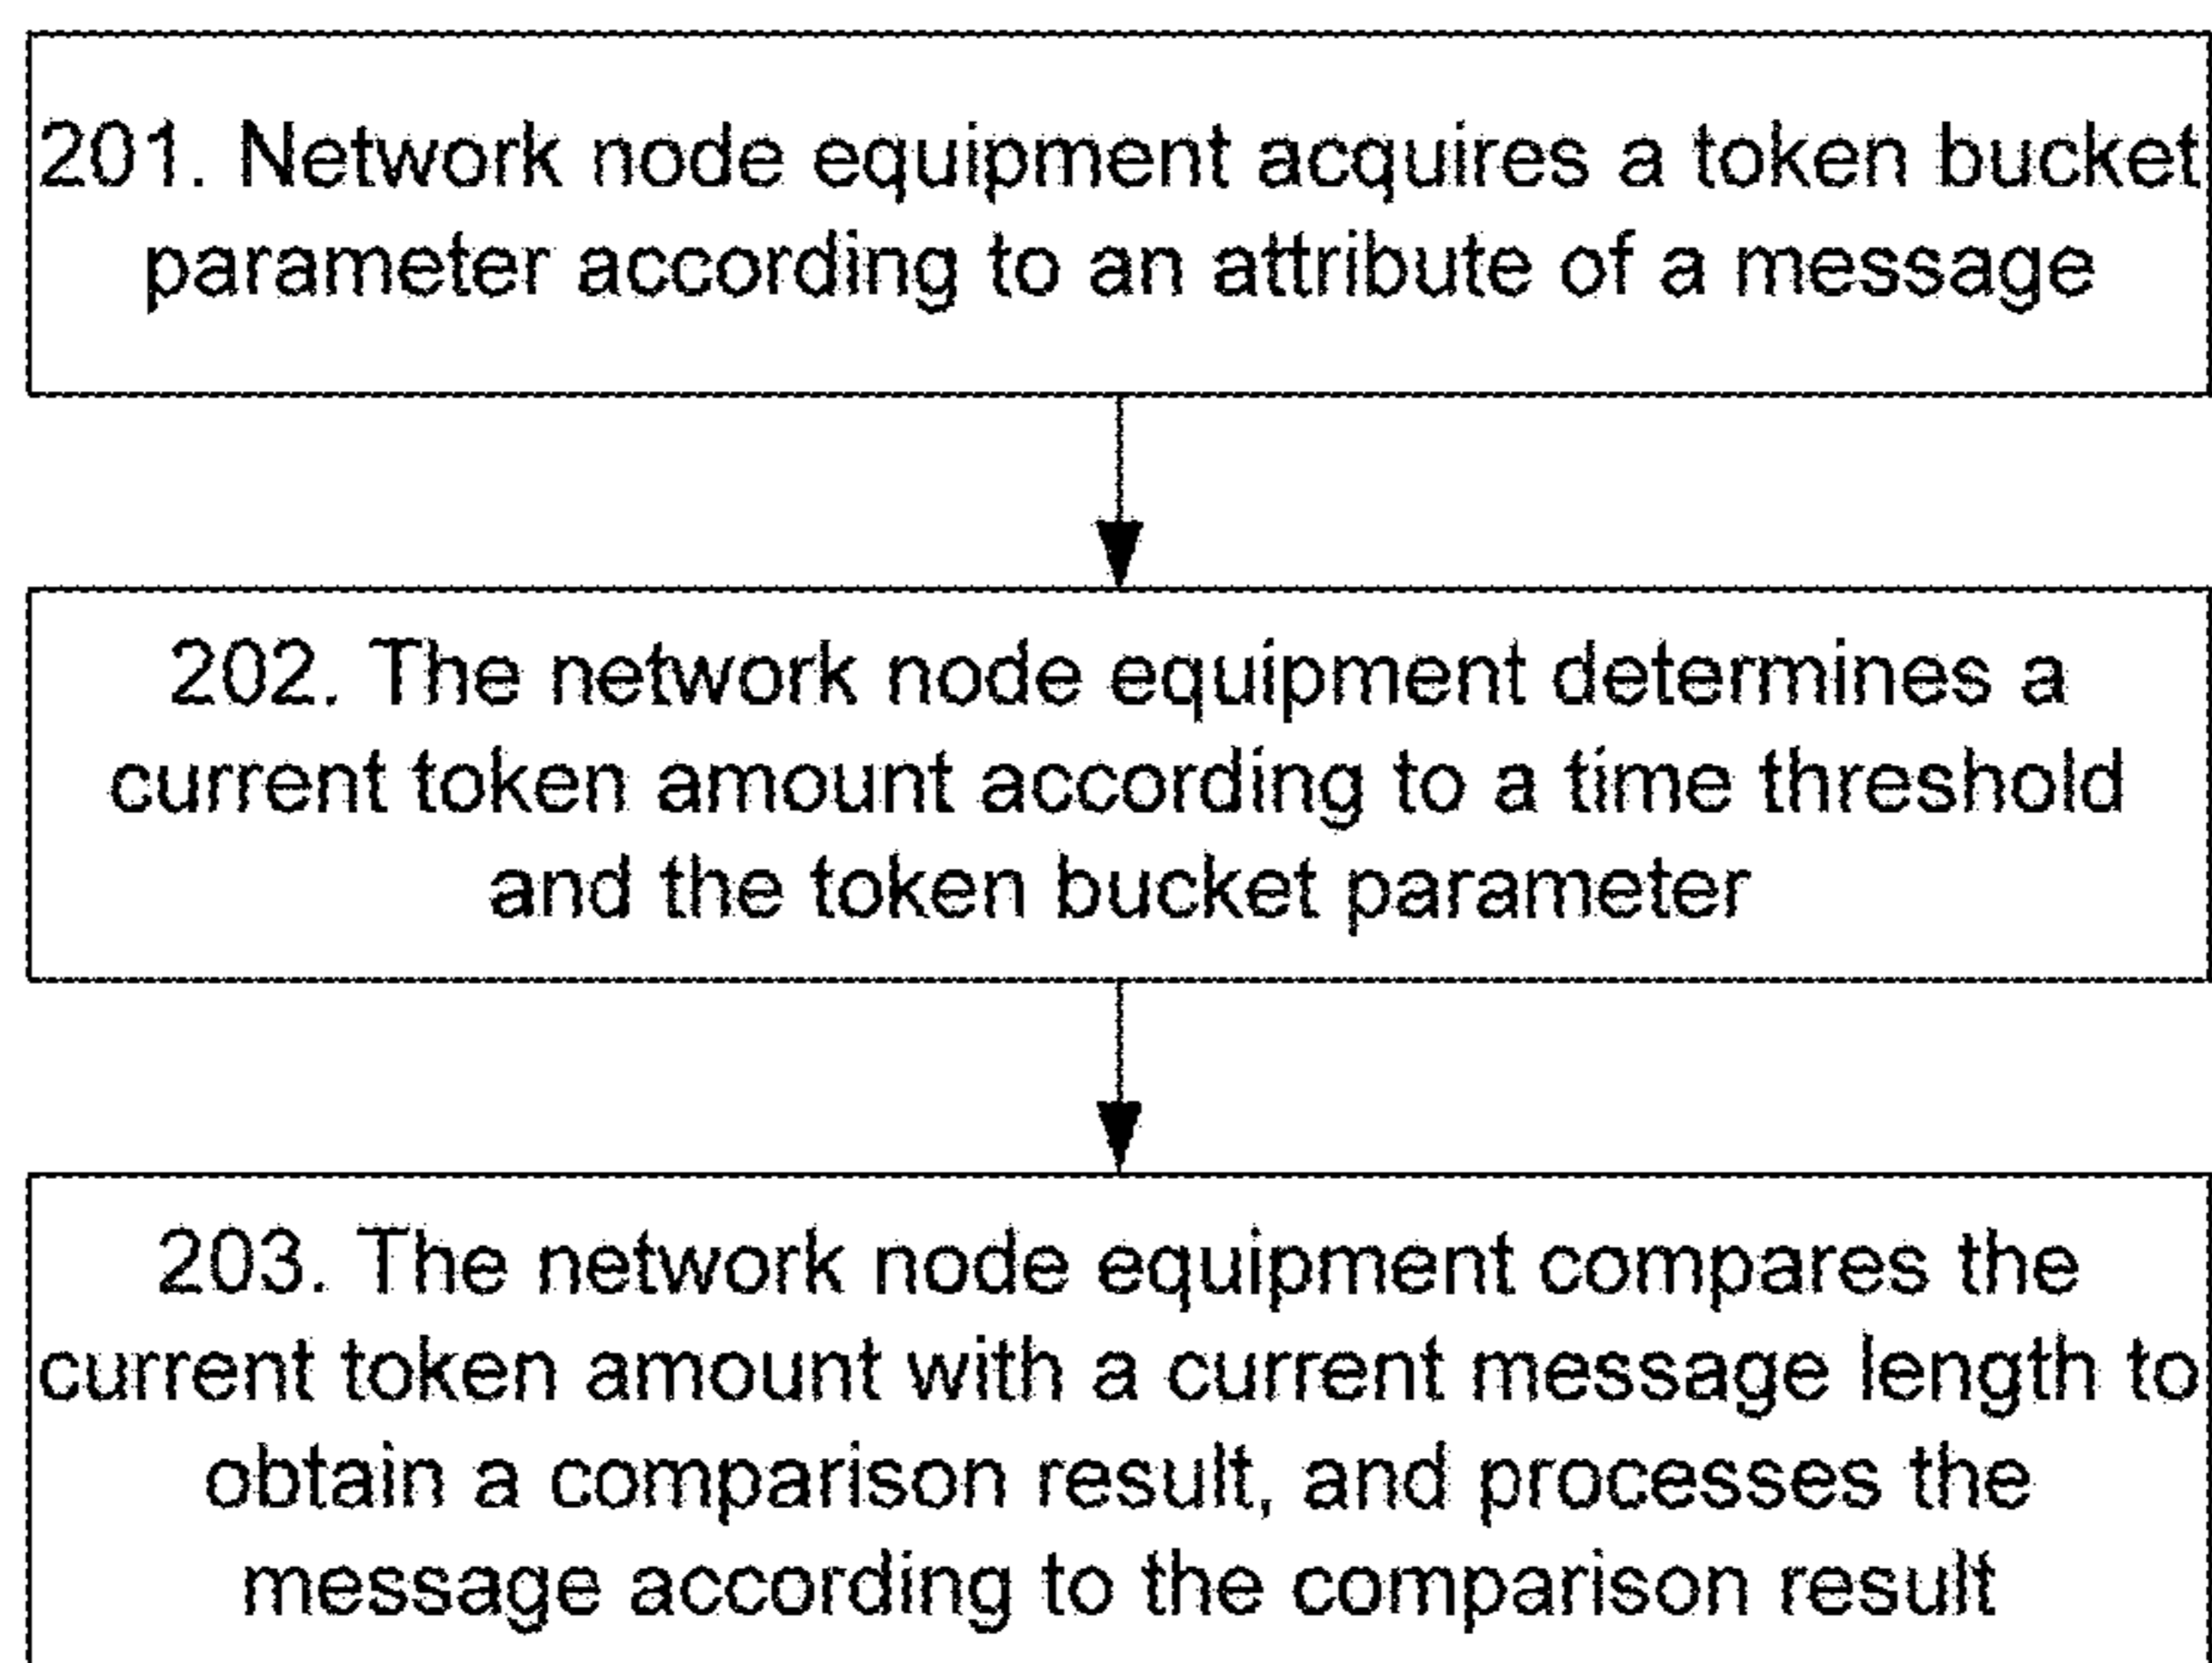 201. Network node equipment acquires a token bucket
parameter according to an attribute of a message
202. The network node equipment determines a
current token amount according to a time threshold
and the token bucket parameter
203. The network node equipment compares the
current token amount with a current message length to
obtain a comparison result, and processes the
message according to the comparison result